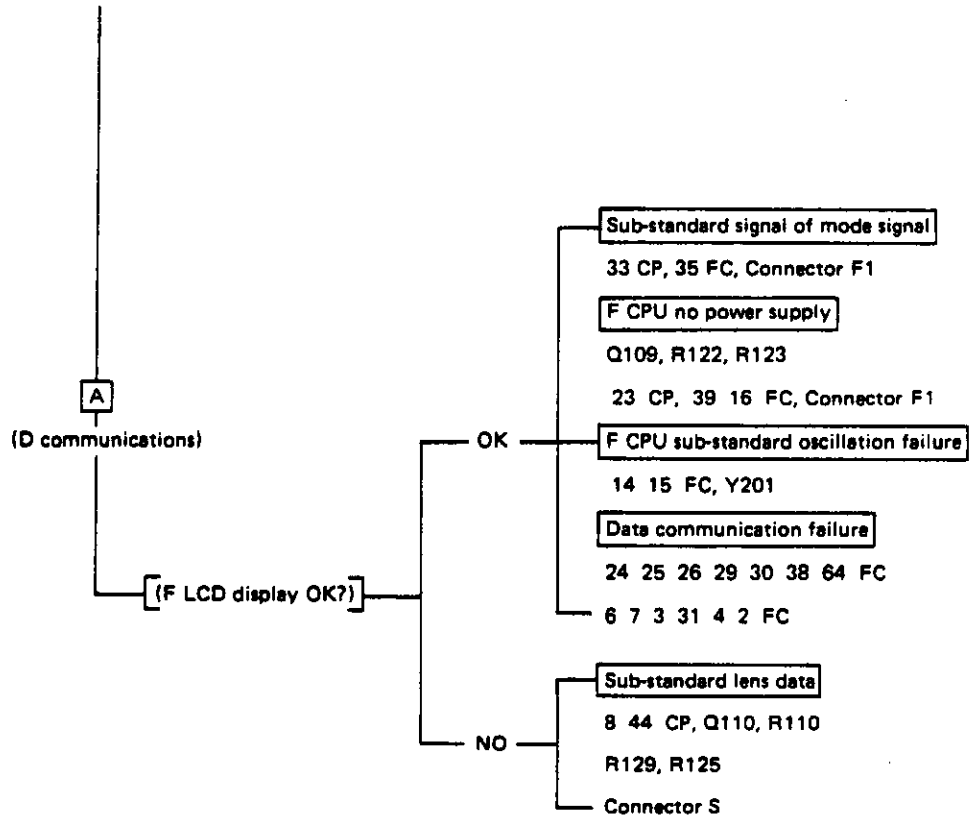 Sub-standard signal of mode signal
33 CP, 35 FC, Connector F1
F CPU no power supply
Q109, R122, R123
23 CP, 39 16 FC, Connector F1
A
(D communications)
OK
F CPU sub-standard oscillation failure
14 15 FC, Y201
Data communication failure
24 25 26 29 30 38 64 FC
(F LCD display OK?)
6 7 3 31 4 2 FC
Sub-standard lens data
8 44 CP, Q110, R110
NO
R129, R125
Connector S